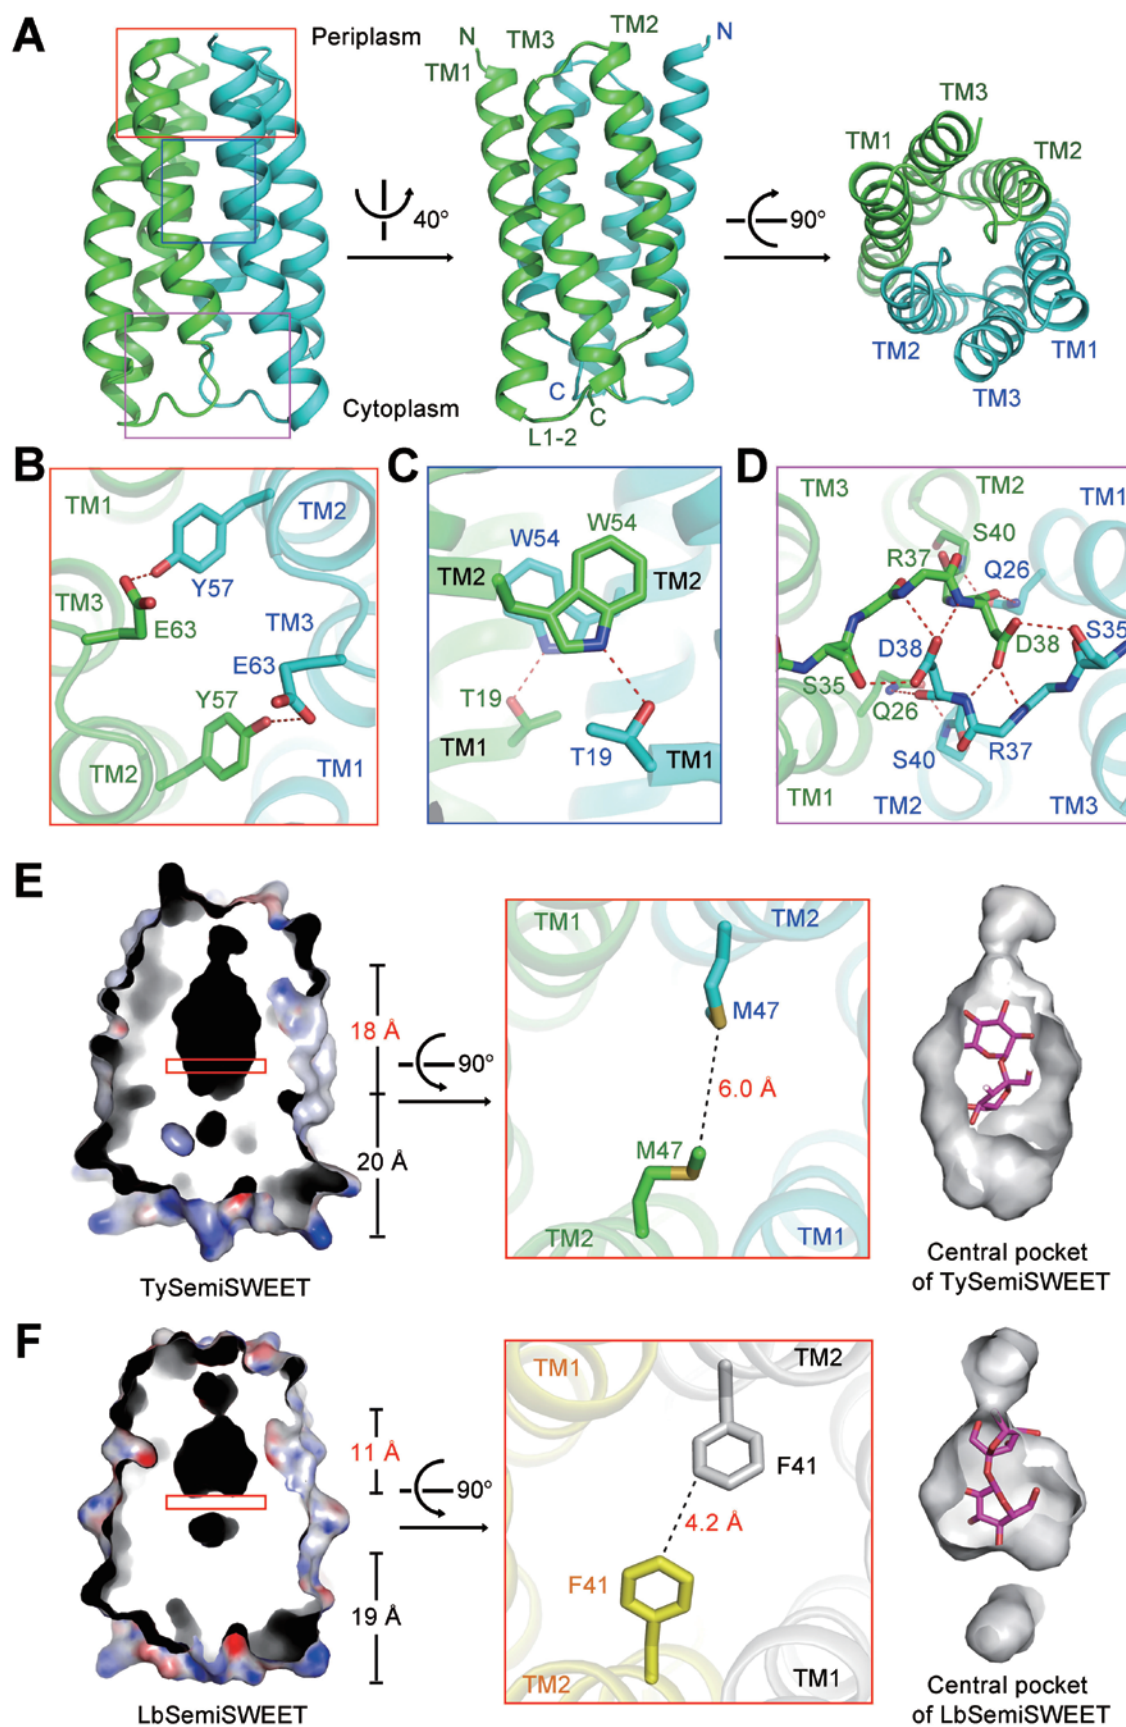 A
Periplasm
N
TM3
TM2
N
TM1
40°
90°
TM3
TM1
TM2
TM2
TM1
TM3
Cytoplasm
C
C
L1-2
B
TM1
TM2
Y57
TM3
E63
TM3
E63
Y57
TM2
TM1
C
W54
W54
TM2
TM2
T19
TM1
T19
TM1
D
TM3
TM2
TM1
S40
R37
Q26
D38
D38
S35
S35
Q26
S40
R37
TM1
TM2
TM3
E
18 Å
90°
20 Å
TySemiSWEET
TM1
TM2
M47
6.0 Å
M47
TM2
TM1
Central pocket
of TySemiSWEET
F
11 Å
90°
19 Å
LbSemiSWEET
TM1
TM2
F41
4.2 Å
F41
TM2
TM1
Central pocket
of LbSemiSWEET